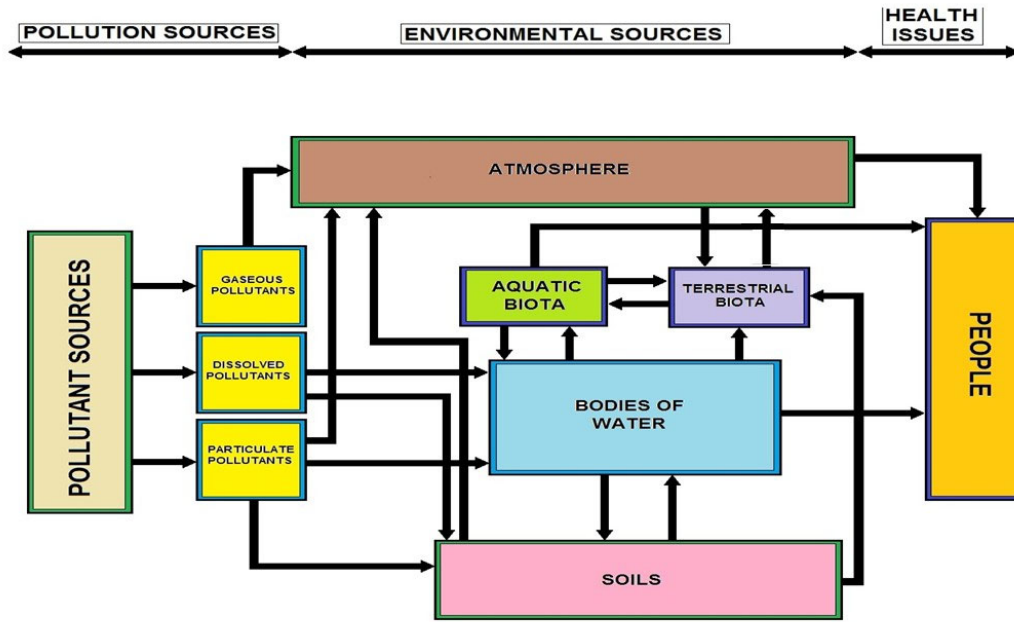 POLLUTION SOURCES
ENVIRONMENTAL SOURCES
HEALTH
ISSUES
ATMOSPHERE
POLLUTANT SOURCES
GASEOUS
POLLUTANTS
DISSOLVED
POLLUTANTS
PARTICULATE
POLLUTANTS
AQUATIC
BIOTA
TERRESTRIAL
BIOTA
BODIES OF
WATER
SOILS
PEOPLE